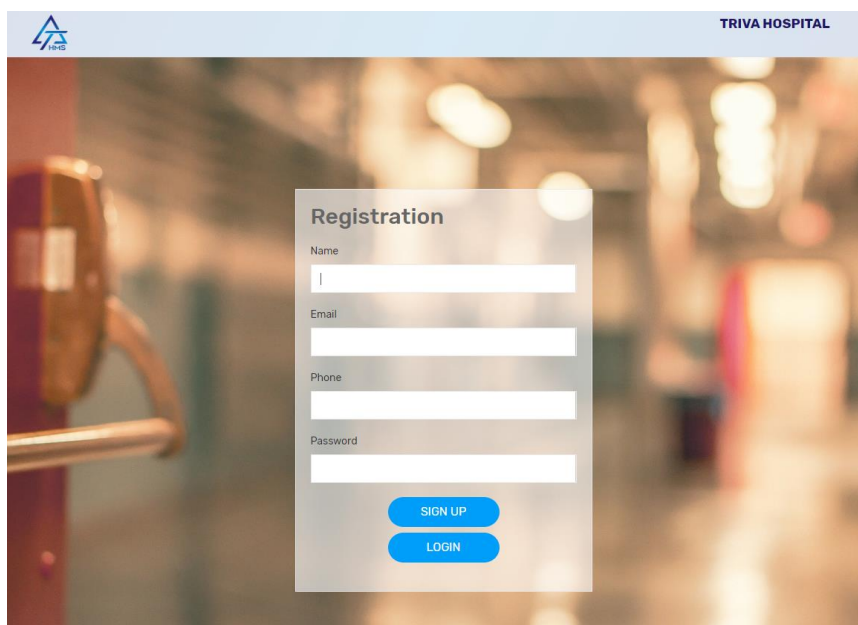 HMS
TRIVA HOSPITAL
Registration
Name
Email
Phone
Password
SIGN UP
LOGIN